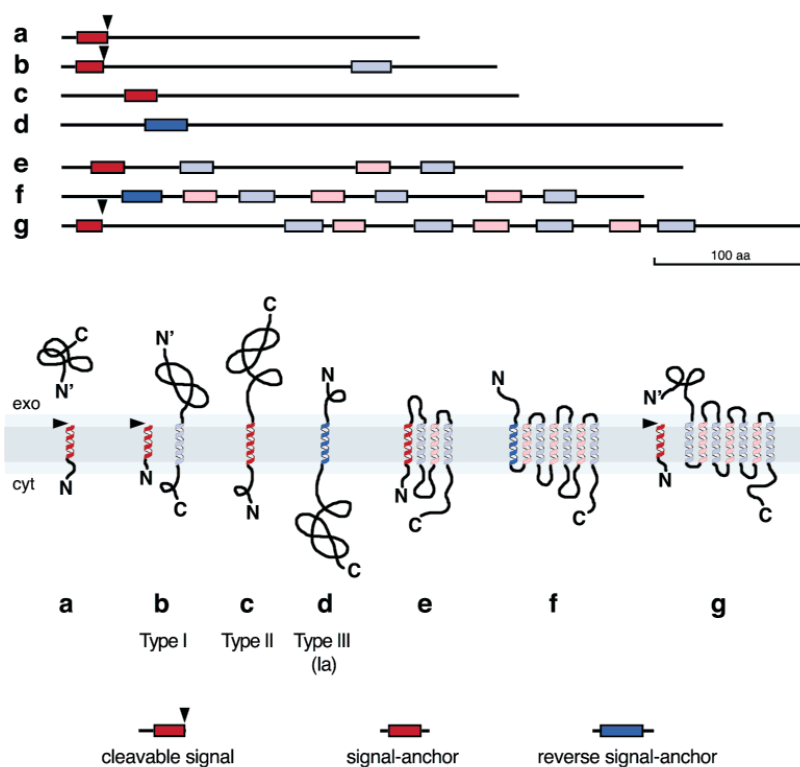 a
b
c
d
e
f
g
100 aa
exo
cyt
C
N'
N
N'
N
C
C
N
N
C
N
C
N
C
N'
N
C
a b c d e f g
Type I Type II Type III
(Ia)
cleavable signal signal-anchor reverse signal-anchor